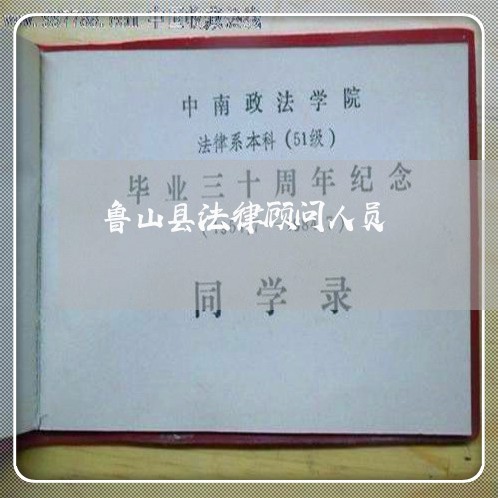 中南政法学院
法律系本科(51级)
毕业三十周年纪念
鲁山县法律顾问人员
同学录